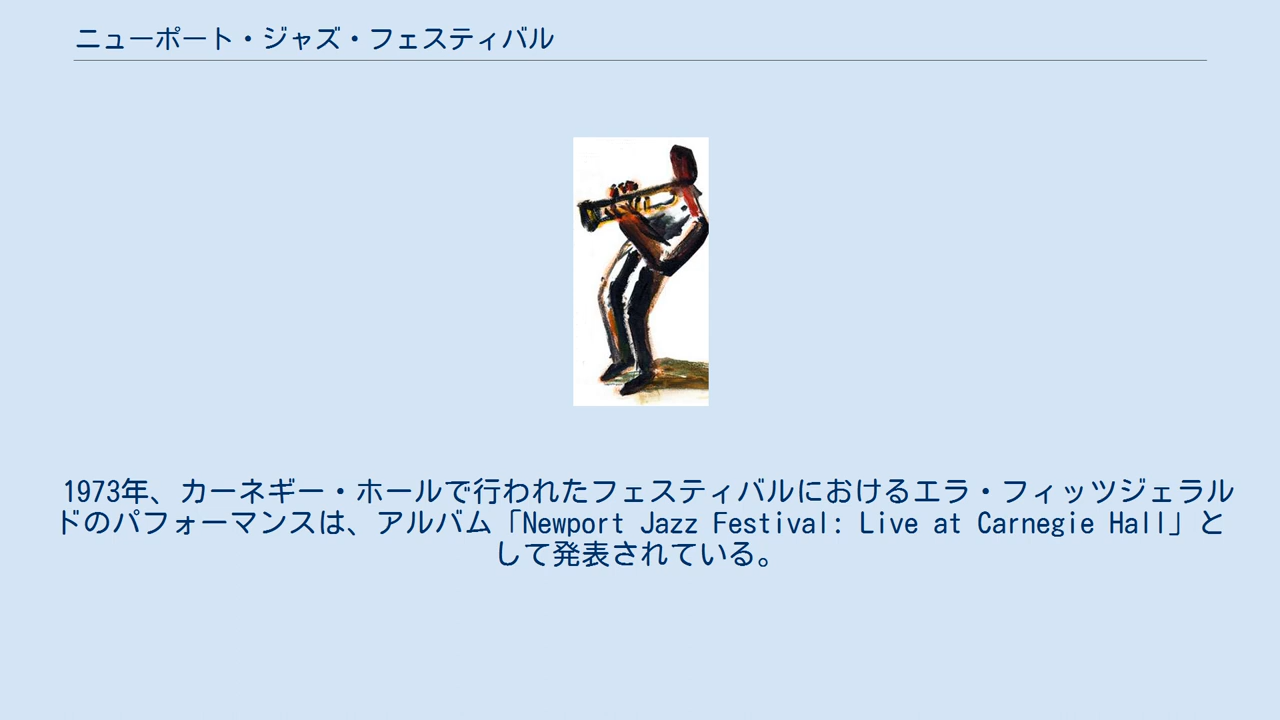 ニューポート・ジャズ・フェスティバル
1973年、カーネギー・ホールで行われたフェスティバルにおけるエラ・フィッツジェラル
ドのパフォーマンスは、アルバム「Newport Jazz Festival: Live at Carnegie Hall」と
して発表されている。